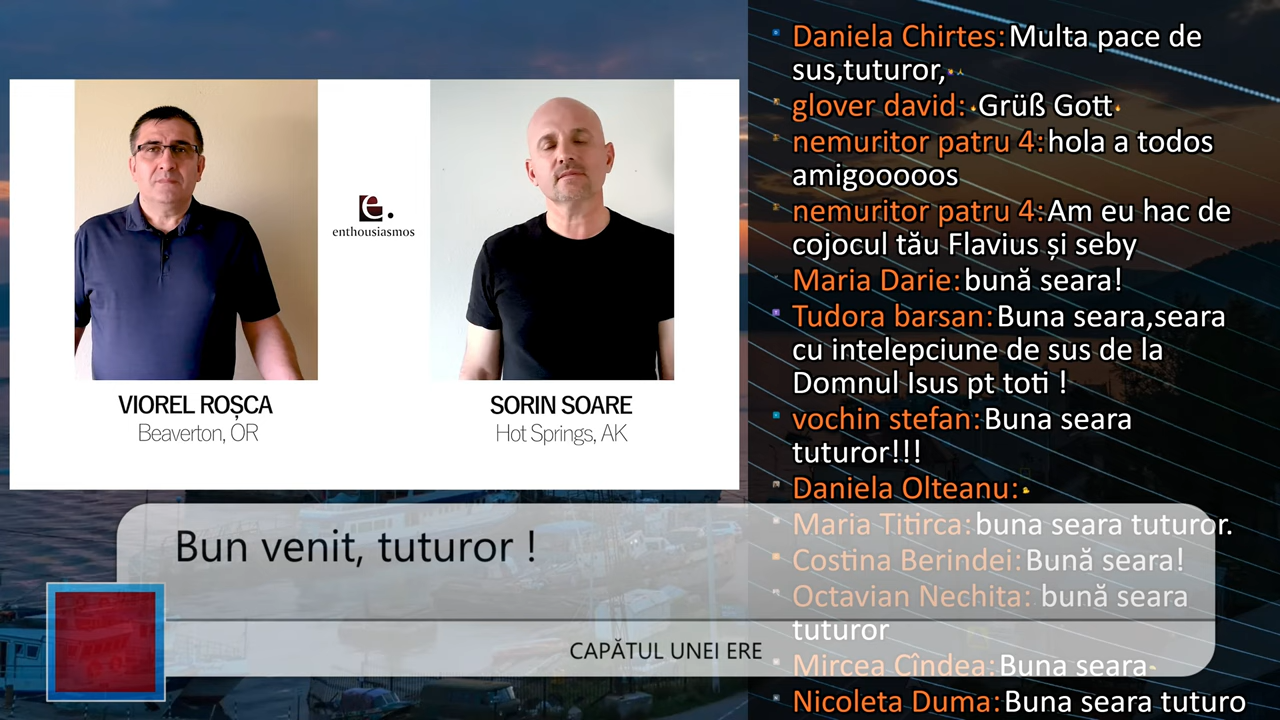 e.
enthousiasmos
VIOREL ROȘCA
Beaverton, OR
SORIN SOARE
Hot Springs, AK
Daniela Chirtes: Multa pace de
sus,tuturor,
glover david: Grüß Gott
nemuritor patru 4: hola a todos
amigooooos
nemuritor patru 4: Am eu hac de
cojocul tău Flavius și seby
Maria Darie: bună seara!
Tudora barsan: Buna seara,seara
cu intelepciune de sus de la
Domnul Isus pt toti !
vochin stefan: Buna seara
tuturor!!!
Daniela Olteanu:
Maria Titirca: buna seara tuturor.
Costina Berindei: Bună seara!
Octavian Nechita: bună seara
tuturor
Mircea Cîndea: Buna seara
Nicoleta Duma: Buna seara tuturo
Bun venit, tuturor !
CAPĂTUL UNEI ERE